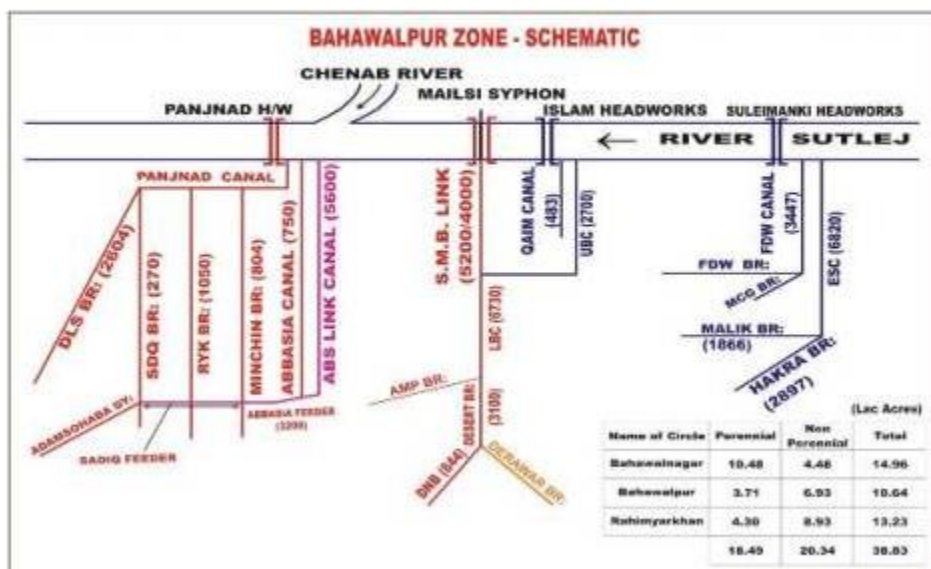 BAHAWALPUR ZONE - SCHEMATIC
CHENAB RIVER
PANJNAD H/W
MAILSI SYPHON
ISLAM HEADWORKS
SULEIMANKI HEADWORKS
RIVER SUTLEJ
PANJNAD CANAL
DLS BR: (2604)
SDQ BR: (270)
RYK BR: (1050)
MINCHIN BR: (804)
ABBASIA CANAL (750)
ABS LINK CANAL (5600)
S.M.B. LINK
(5200/4000)
QAIM CANAL
(483)
UBC (2700)
FDW CANAL
(3447)
ESC (6820)
FDW BR:
MCG BR:
MALIK BR:
(1866)
HAKRA BR:
(2897)
LBC (6730)
AMP BR:
DESERT BR:
(3100)
DNB (844)
DERAWAR BR:
ADAMSOHABA DY:
SADIQ FEEDER
ABBASIA FEEDER
(3200)
(Lac Acres)
Name of Circle Perennial Non Perennial Total
Bahawalnagar 10.48 4.48 14.96
Bahawalpur 3.71 6.93 10.64
Rahimyarkhan 4.30 8.93 13.23
18.49 20.34 38.83